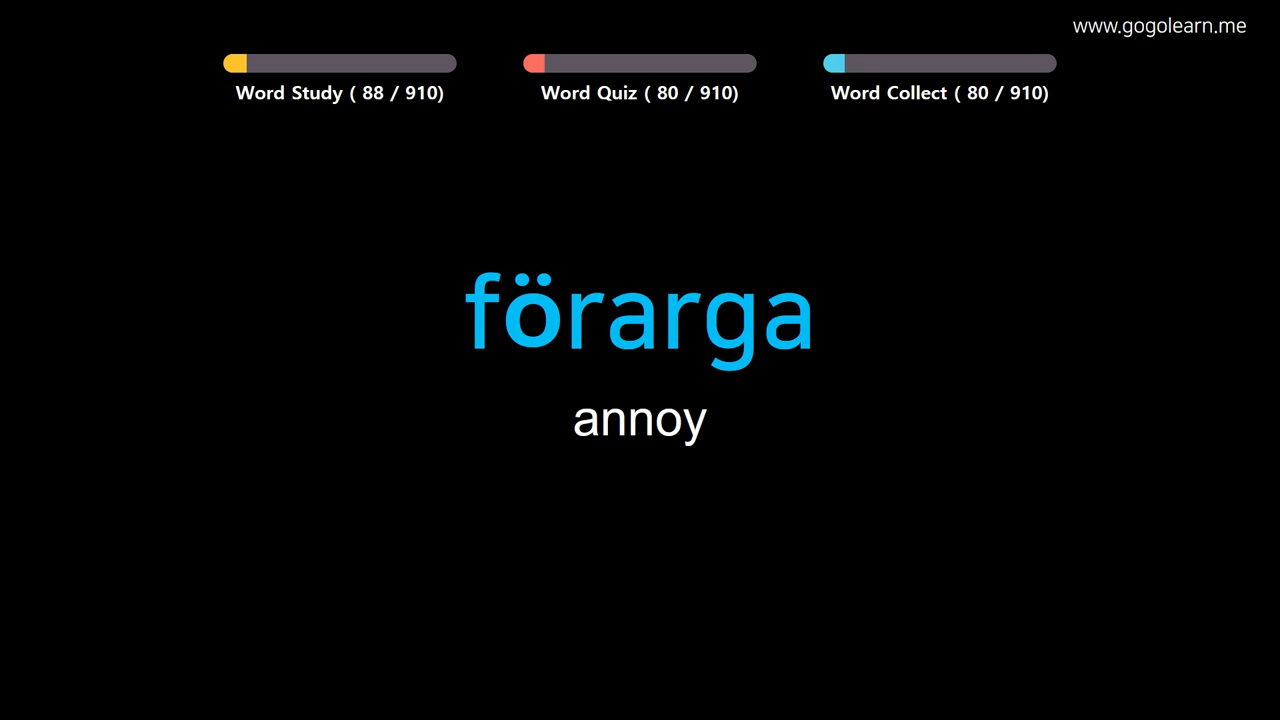 www.gogolearn.me
Word Study ( 88 / 910)
Word Quiz ( 80 / 910)
Word Collect ( 80 / 910)
förarga
annoy